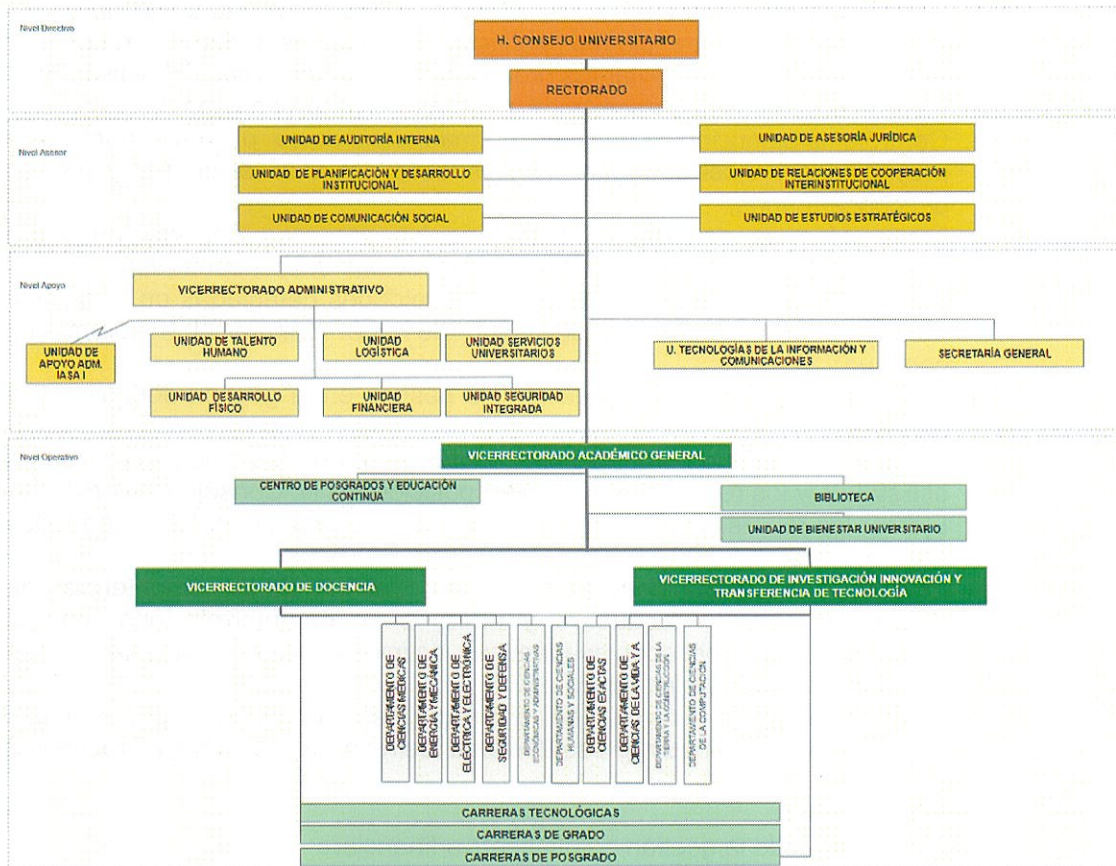 Nivel Directivo
H. CONSEJO UNIVERSITARIO
RECTORADO
Nivel Asesor
UNIDAD DE AUDITORÍA INTERNA
UNIDAD DE ASESORÍA JURÍDICA
UNIDAD DE PLANIFICACIÓN Y DESARROLLO
INSTITUCIONAL
UNIDAD DE RELACIONES DE COOPERACIÓN
INTERINSTITUCIONAL
UNIDAD DE COMUNICACIÓN SOCIAL
UNIDAD DE ESTUDIOS ESTRATÉGICOS
Nivel Apoyo
VICERRECTORADO ADMINISTRATIVO
UNIDAD DE
APOYO ADM.
IASA I
UNIDAD DE TALENTO
HUMANO
UNIDAD
LOGÍSTICA
UNIDAD SERVICIOS
UNIVERSITARIOS
U. TECNOLOGÍAS DE LA INFORMACIÓN Y
COMUNICACIONES
SECRETARÍA GENERAL
UNIDAD DESARROLLO
FÍSICO
UNIDAD
FINANCIERA
UNIDAD SEGURIDAD
INTEGRADA
Nivel Operativo
VICERRECTORADO ACADÉMICO GENERAL
CENTRO DE POSGRADOS Y EDUCACIÓN
CONTINUA
BIBLIOTECA
UNIDAD DE BIENESTAR UNIVERSITARIO
VICERRECTORADO DE DOCENCIA
VICERRECTORADO DE INVESTIGACIÓN INNOVACIÓN Y
TRANSFERENCIA DE TECNOLOGÍA
DEPARTAMENTO DE
CIENCIAS MEDICAS
DEPARTAMENTO DE
ENERGÍA Y MECÁNICA
DEPARTAMENTO DE
ELÉCTRICA Y ELECTRÓNICA
DEPARTAMENTO DE
SEGURIDAD Y DEFENSA
DEPARTAMENTO DE CIENCIAS
ECONÓMICAS Y ADMINISTRATIVAS
DEPARTAMENTO DE CIENCIAS
HUMANAS Y SOCIALES
DEPARTAMENTO DE
CIENCIAS EXACTAS
DEPARTAMENTO DE
CIENCIAS DE LA VIDA Y A
DEPARTAMENTO DE CIENCIAS DE LA
TIERRA Y LA CONSTRUCCIÓN
DEPARTAMENTO DE CIENCIAS
DE LA COMPUTACIÓN
CARRERAS TECNOLÓGICAS
CARRERAS DE GRADO
CARRERAS DE POSGRADO